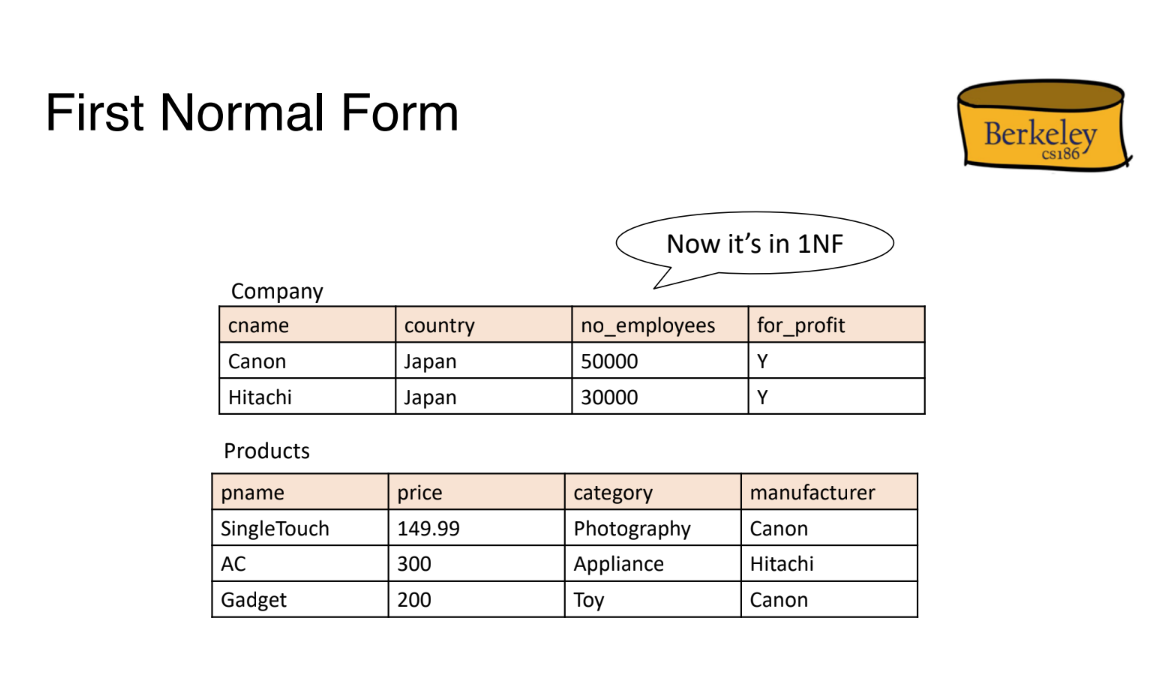 First Normal Form
Berkeley
cs186
Now it's in 1NF
Company
cname country no_employees for_profit
Canon Japan 50000 Y
Hitachi Japan 30000 Y
Products
pname price category manufacturer
SingleTouch 149.99 Photography Canon
AC 300 Appliance Hitachi
Gadget 200 Toy Canon